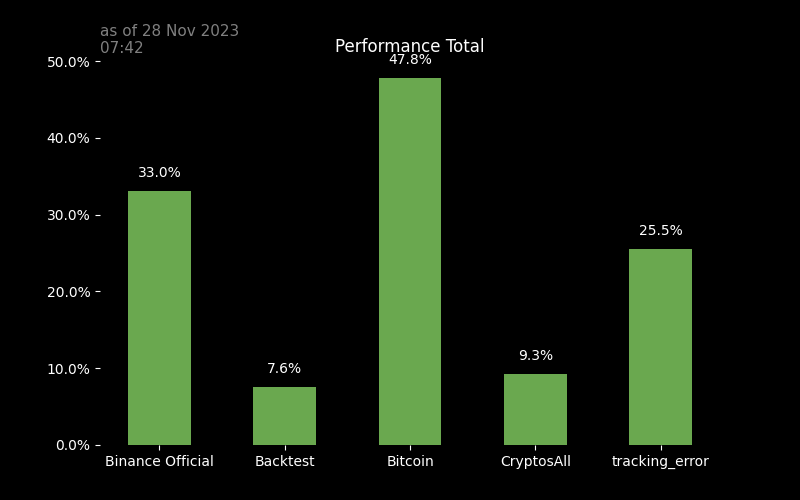 as of 28 Nov 2023
07:42
Performance Total
50.0%
40.0%
30.0%
20.0%
10.0%
0.0%
33.0%
7.6%
47.8%
9.3%
25.5%
Binance Official
Backtest
Bitcoin
CryptosAll
tracking_error